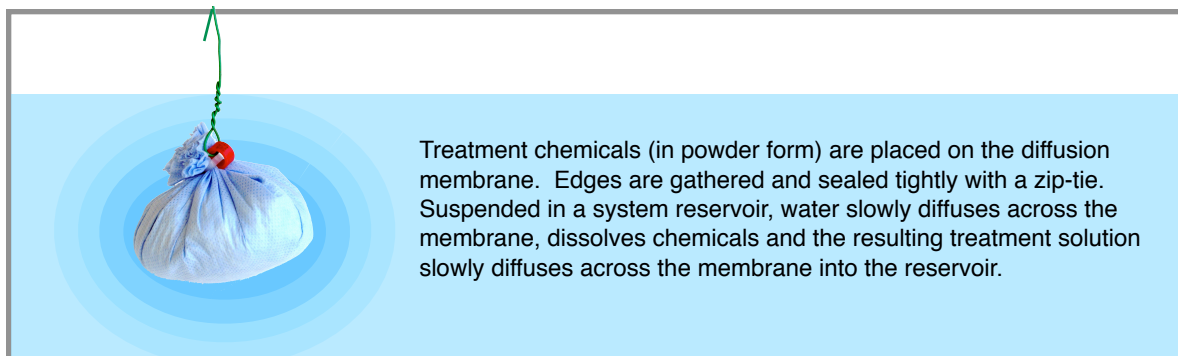 Treatment chemicals (in powder form) are placed on the diffusion
membrane.  Edges are gathered and sealed tightly with a zip-tie.
Suspended in a system reservoir, water slowly diffuses across the
membrane, dissolves chemicals and the resulting treatment solution
slowly diffuses across the membrane into the reservoir.